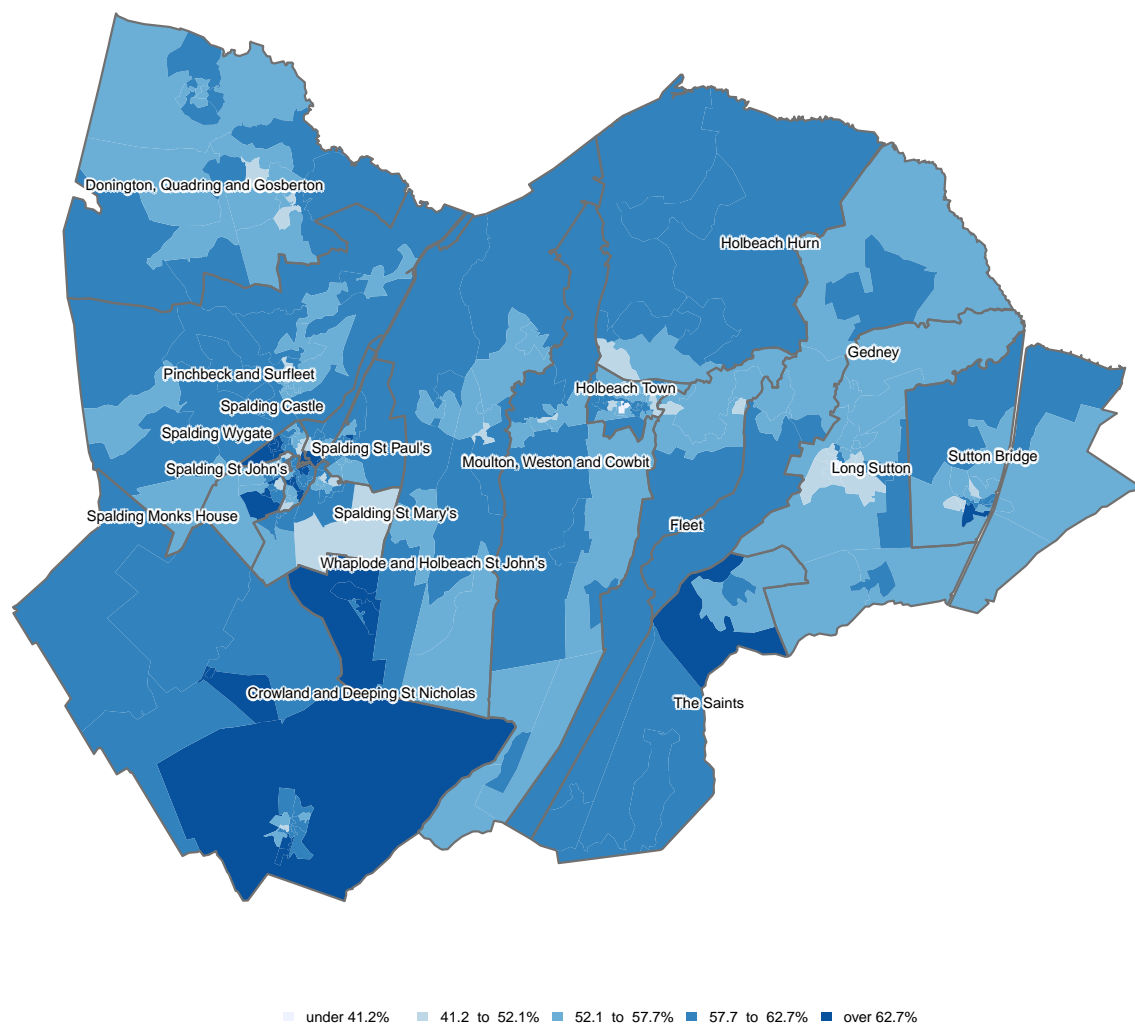 Donington, Quadring and Gosberton
Holbeach Hurn
Gedney
Pinchbeck and Surfleet
Holbeach Town
Spalding Castle
Spalding Wygate
Spalding St Paul's
Sutton Bridge
Moulton, Weston and Cowbit
Spalding St John's
Long Sutton
Spalding St Mary's
Spalding Monks House
Fleet
Whaplode and Holbeach St John's
Crowland and Deeping St Nicholas
The Saints
under 41.2% 41.2 to 52.1% 52.1 to 57.7% 57.7 to 62.7% over 62.7%